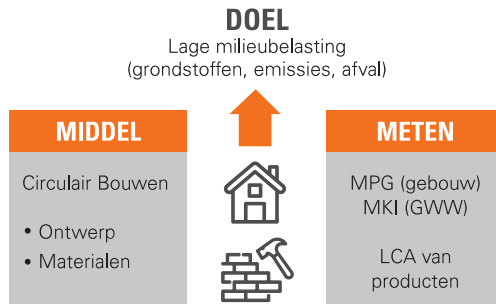 DOEL
Lage milieubelasting
(grondstoffen, emissies, afval)
MIDDEL
Circulair Bouwen
• Ontwerp
• Materialen
METEN
MPG (gebouw)
MKI (GWW)
LCA van
producten